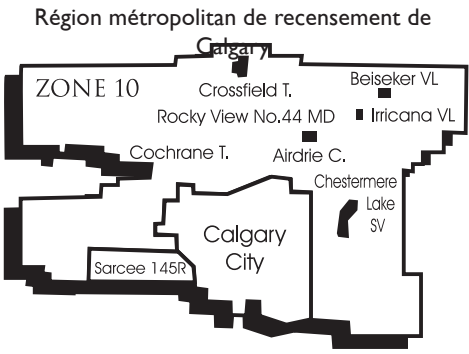 Région métropolitan de recensement de
Calgary
ZONE 10
Crossfield T.
Beiseker VL
Rocky View No.44 MD
Irricana VL
Cochrane T.
Airdrie C.
Chestermere
Lake
SV
Calgary
City
Sarcee 145R